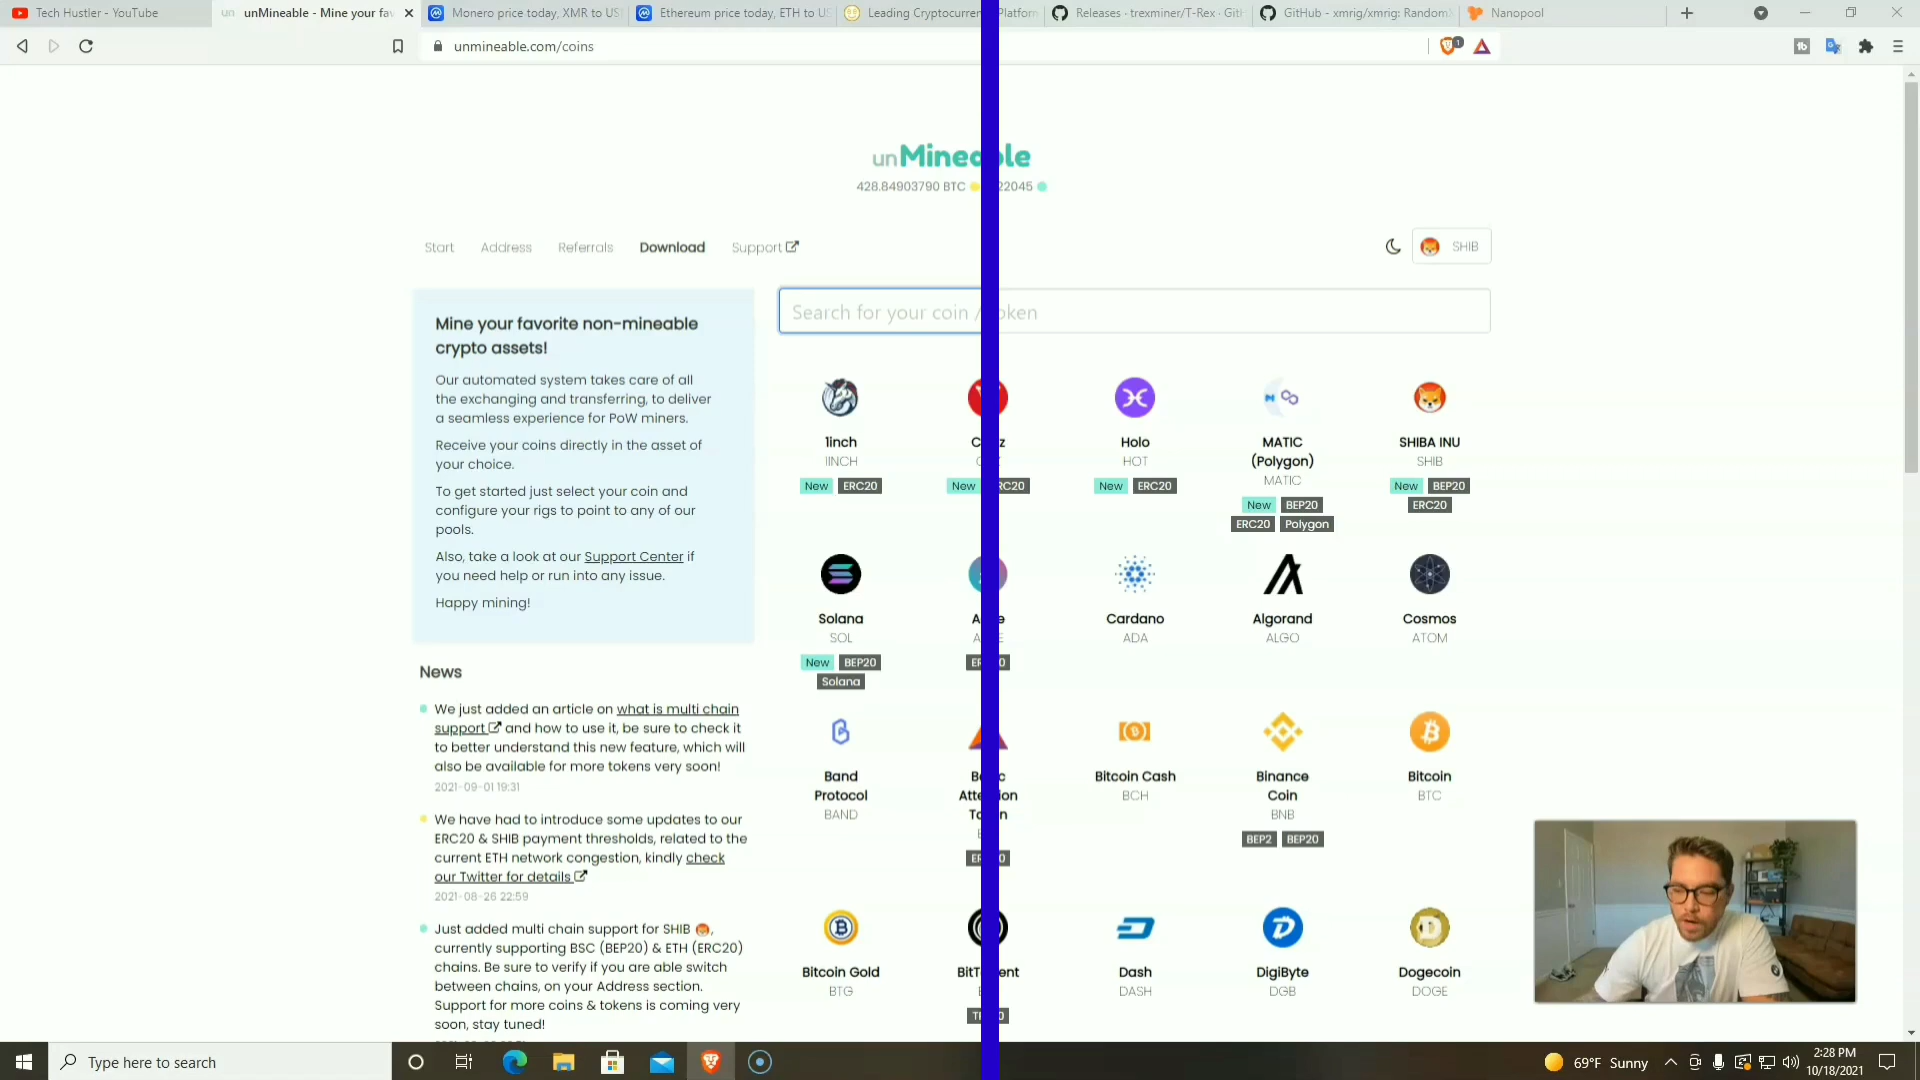 Tech Hustler - YouTube
un unMineable - Mine your fav
Monero price today, XMR to US
Ethereum price today, ETH to US
Leading Platfor
Releases · trexminer/T-Rex · Git
GitHub - xmrig/xmrig: Random
Nanopool
unmineable.com/coins
1
tb
428.84903790 BTC
Start
Address
Referrals
Download
Support
SHIB
Mine your favorite non-mineable
crypto assets!
Our automated system takes care of all
the exchanging and transferring, to deliver
a seamless experience for PoW miners.
Receive your coins directly in the asset of
your choice.
To get started just select your coin and
configure your rigs to point to any of our
pools.
Also, take a look at our Support Center if
you need help or run into any issue.
Happy mining!
Search for your coin /
1inch
1INCH
New ERC20
New
Holo
HOT
New ERC20
MATIC
(Polygon)
MATIC
New BEP20
ERC20 Polygon
SHIBA INU
SHIB
New BEP20
ERC20
Solana
SOL
New BEP20
Solana
Cardano
ADA
Algorand
ALGO
Cosmos
ATOM
Band
Protocol
BAND
Bitcoin Cash
BCH
Binance
Coin
BNB
BEP2 BEP20
Bitcoin
BTC
Bitcoin Gold
BTG
Dash
DASH
DigiByte
DGB
Dogecoin
DOGE
News
We just added an article on what is multi chain
support and how to use it, be sure to check it
to better understand this new feature, which will
also be available for more tokens very soon!
2021-09-01 19:31
We have had to introduce some updates to our
ERC20 & SHIB payment thresholds, related to the
current ETH network congestion, kindly check
our Twitter for details
2021-08-26 22:59
Just added multi chain support for SHIB ,
currently supporting BSC (BEP20) & ETH (ERC20)
chains. Be sure to verify if you are able switch
between chains, on your Address section.
Support for more coins & tokens is coming very
soon, stay tuned!
Type here to search
69°F Sunny
2:28 PM
10/18/2021